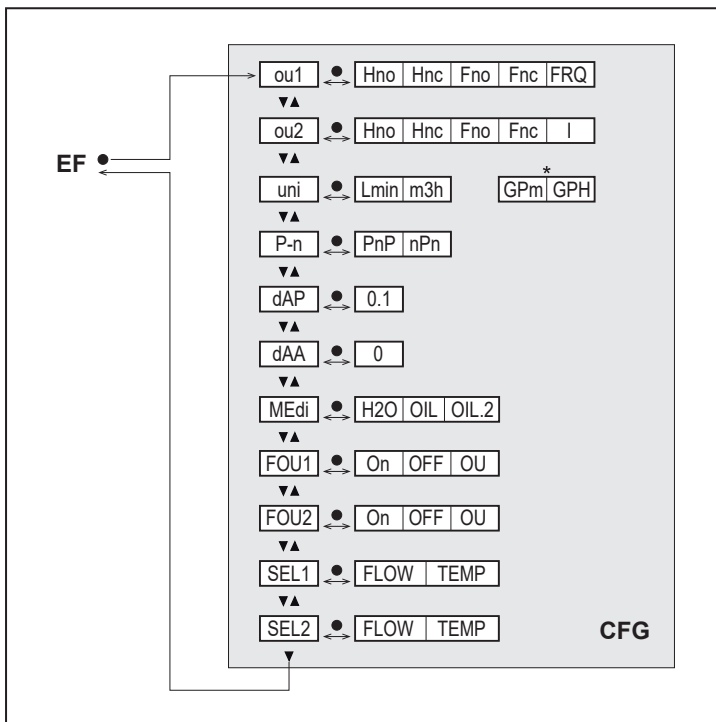 ou1 Hno Hnc Fno Fnc FRQ
ou2 Hno Hnc Fno Fnc I
EF
*
uni Lmin m3h GPm GPH
P-n PnP nPn
dAP 0.1
dAA 0
MEdi H2O OIL OIL.2
FOU1 On OFF OU
FOU2 On OFF OU
SEL1 FLOW TEMP
SEL2 FLOW TEMP
CFG